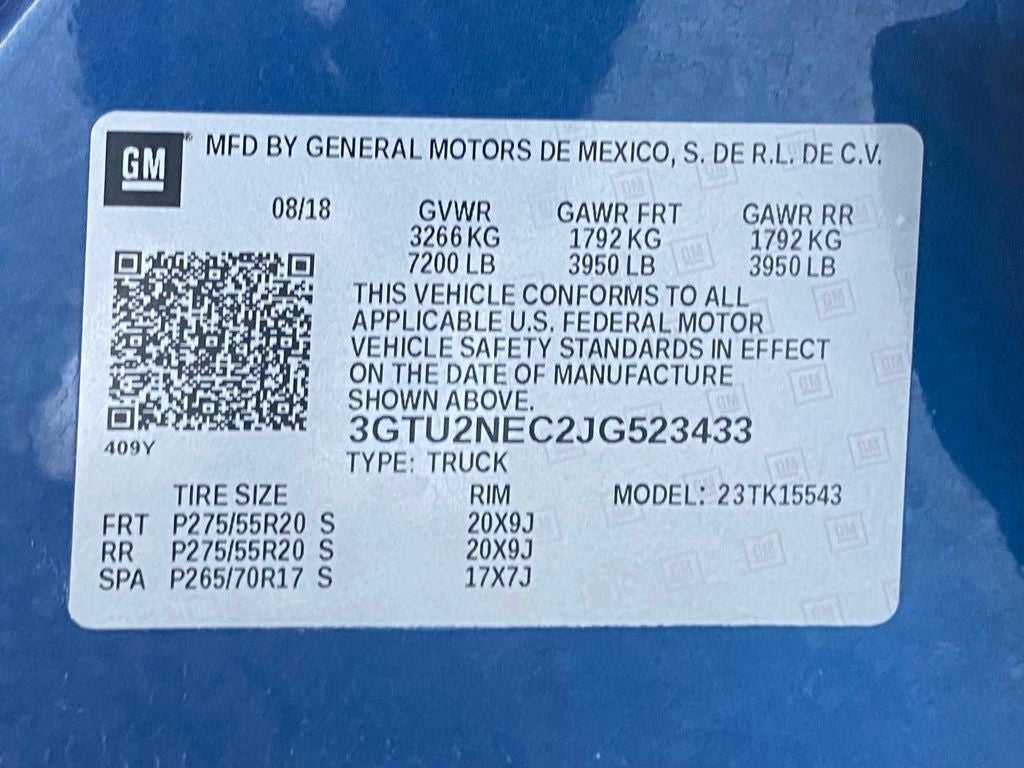 GM® MFD BY GENERAL MOTORS DE MEXICO, S. DE R.L. DE C.V.
08/18 GVWR GAWR FRT GAWR RR
3266 KG 1792 KG 1792 KG
7200 LB 3950 LB 3950 LB
THIS VEHICLE CONFORMS TO ALL
APPLICABLE U.S. FEDERAL MOTOR
VEHICLE SAFETY STANDARDS IN EFFECT
ON THE DATE OF MANUFACTURE
SHOWN ABOVE.
3GTU2NEC2JG523433
409Y
TYPE: TRUCK
TIRE SIZE RIM MODEL: 23TK15543
FRT P275/55R20 S 20X9J
RR P275/55R20 S 20X9J
SPA P265/70R17 S 17X7J